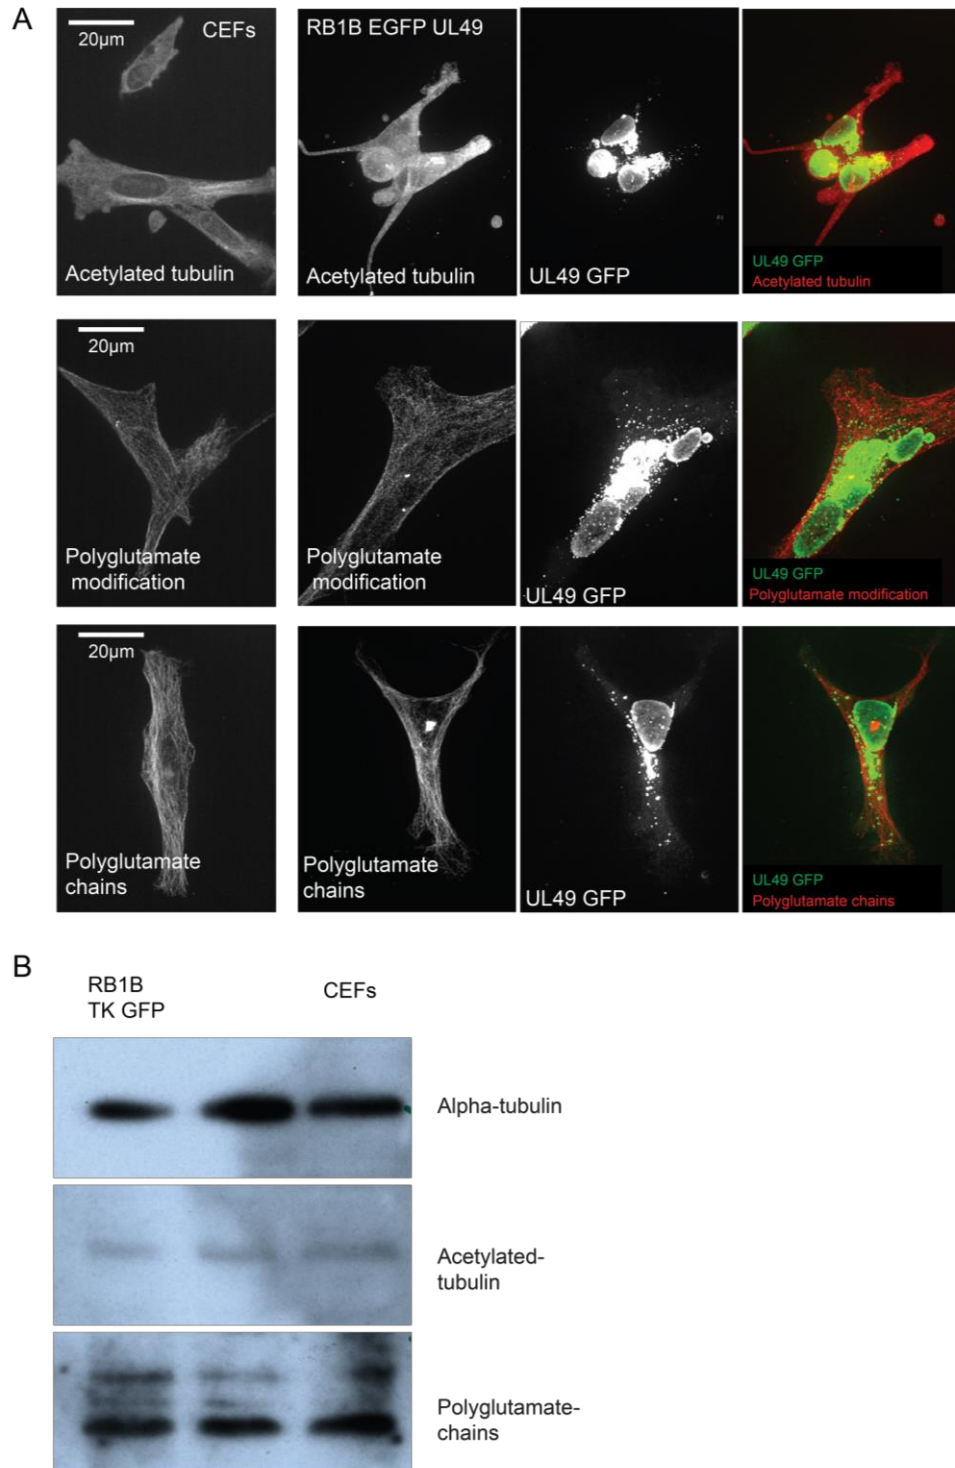 A
20µm
CEFs
Acetylated tubulin
RB1B EGFP UL49
Acetylated tubulin
UL49 GFP
UL49 GFP
Acetylated tubulin
20µm
Polyglutamate
modification
Polyglutamate
modification
UL49 GFP
UL49 GFP
Polyglutamate modification
20µm
Polyglutamate
chains
Polyglutamate
chains
UL49 GFP
UL49 GFP
Polyglutamate chains
B
RB1B
TK GFP
CEFs
Alpha-tubulin
Acetylated-
tubulin
Polyglutamate-
chains